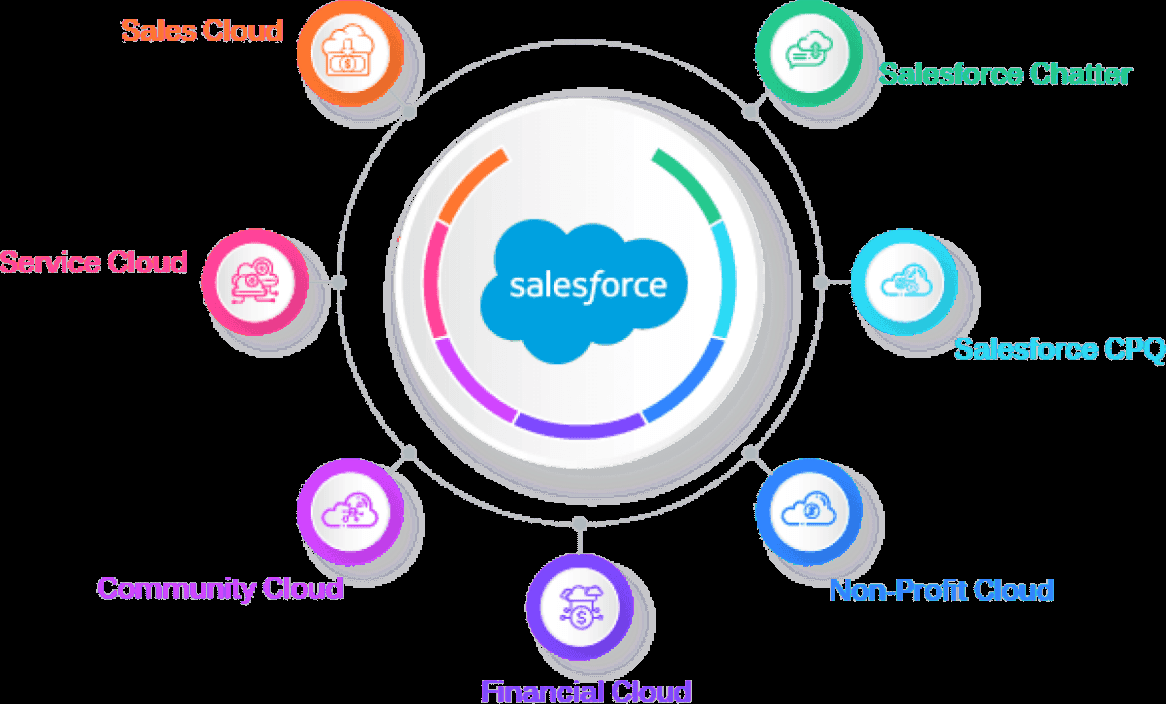 Sales Cloud
Salesforce Chatter
Service Cloud
salesforce
Salesforce CPQ
Community Cloud
Non-Profit Cloud
Financial Cloud